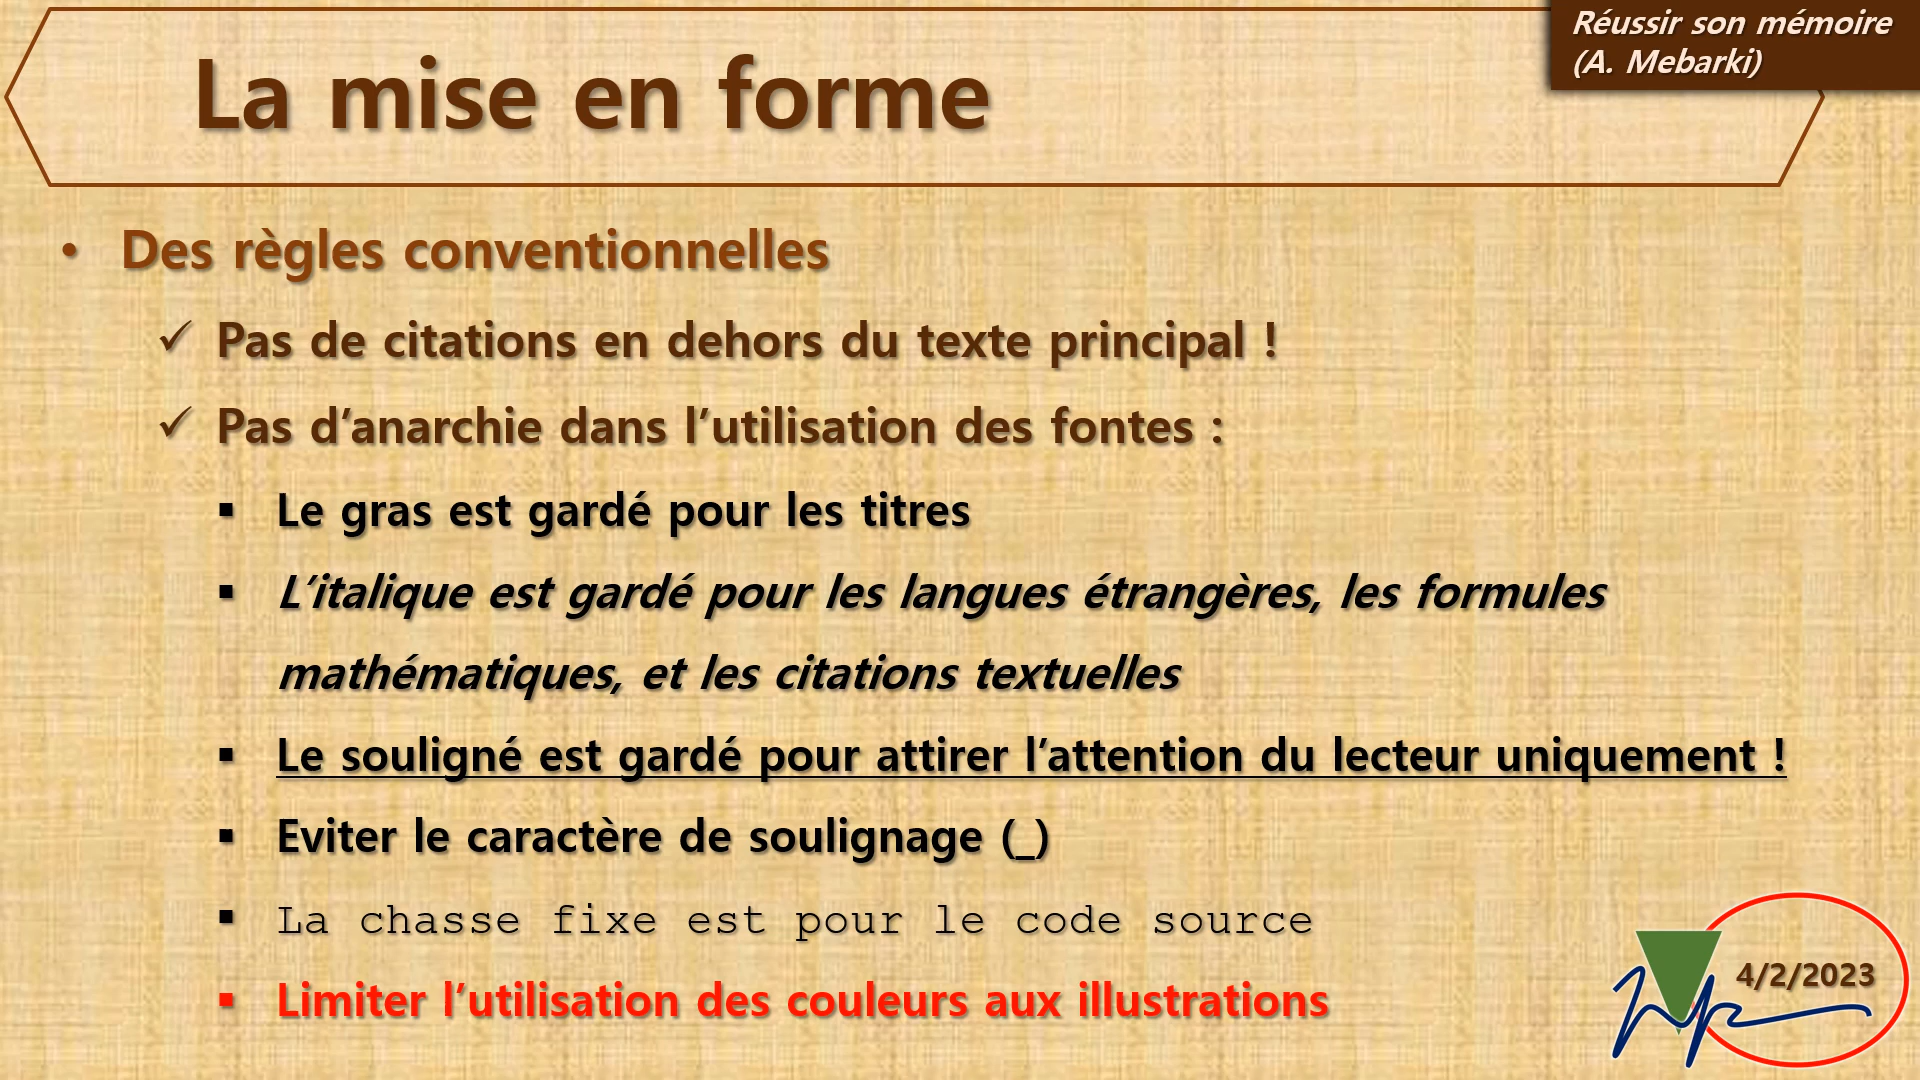 Réussir son mémoire
(A. Mebarki)
La mise en forme
• Des règles conventionnelles
✓ Pas de citations en dehors du texte principal !
✓ Pas d’anarchie dans l’utilisation des fontes :
▪ Le gras est gardé pour les titres
▪ L’italique est gardé pour les langues étrangères, les formules
mathématiques, et les citations textuelles
▪ Le souligné est gardé pour attirer l’attention du lecteur uniquement !
▪ Eviter le caractère de soulignage (_)
▪ La chasse fixe est pour le code source
▪ Limiter l’utilisation des couleurs aux illustrations
4/2/2023